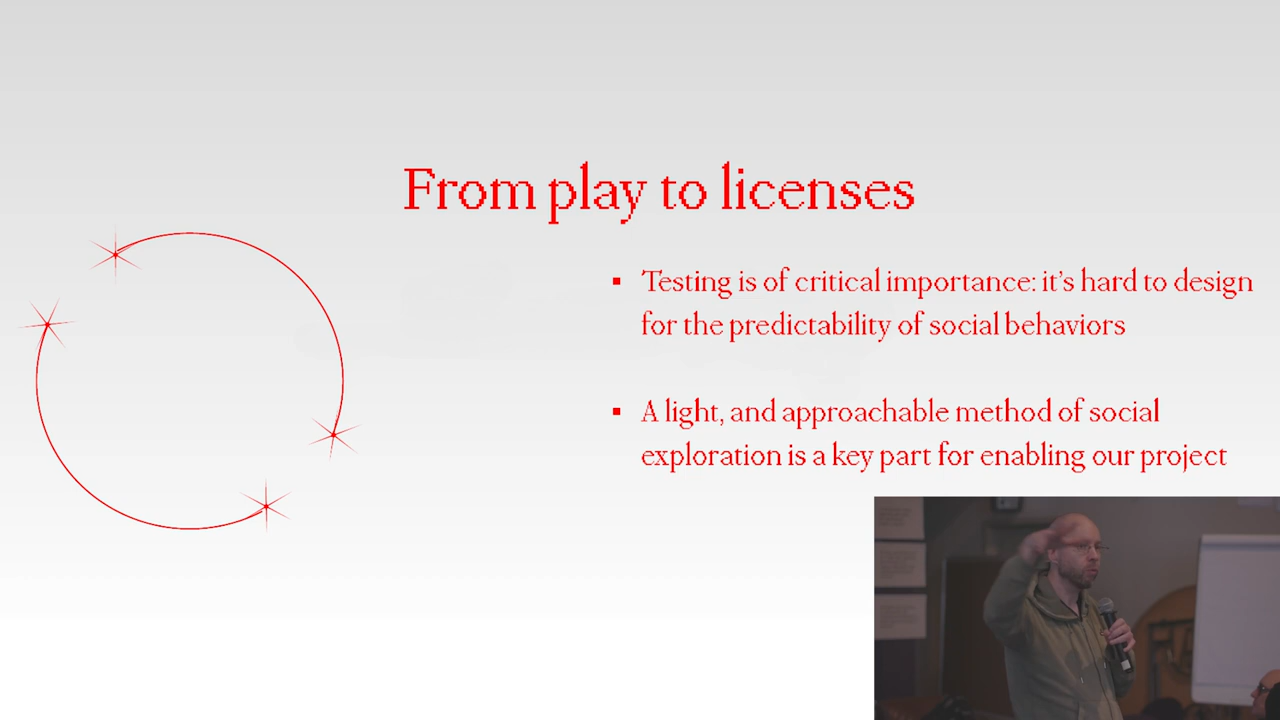 From play to licenses
▪ Testing is of critical importance: it's hard to design
for the predictability of social behaviors
▪ A light, and approachable method of social
exploration is a key part for enabling our project